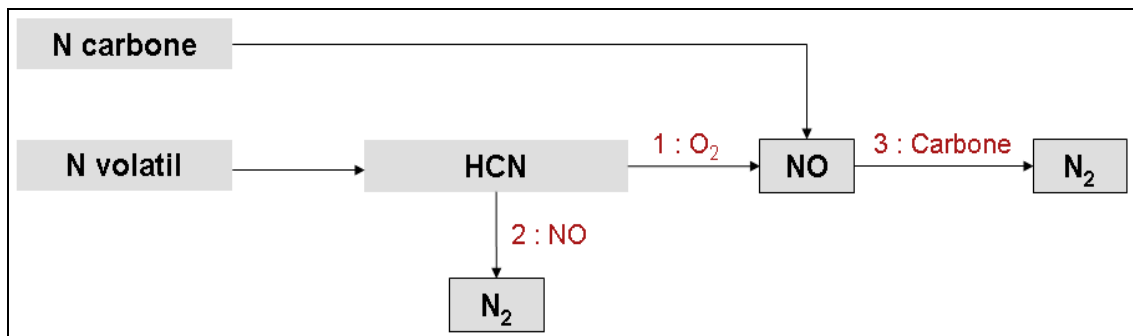 N carbone
N volatil
HCN
1 : O₂
NO
3 : Carbone
N₂
2 : NO
N₂